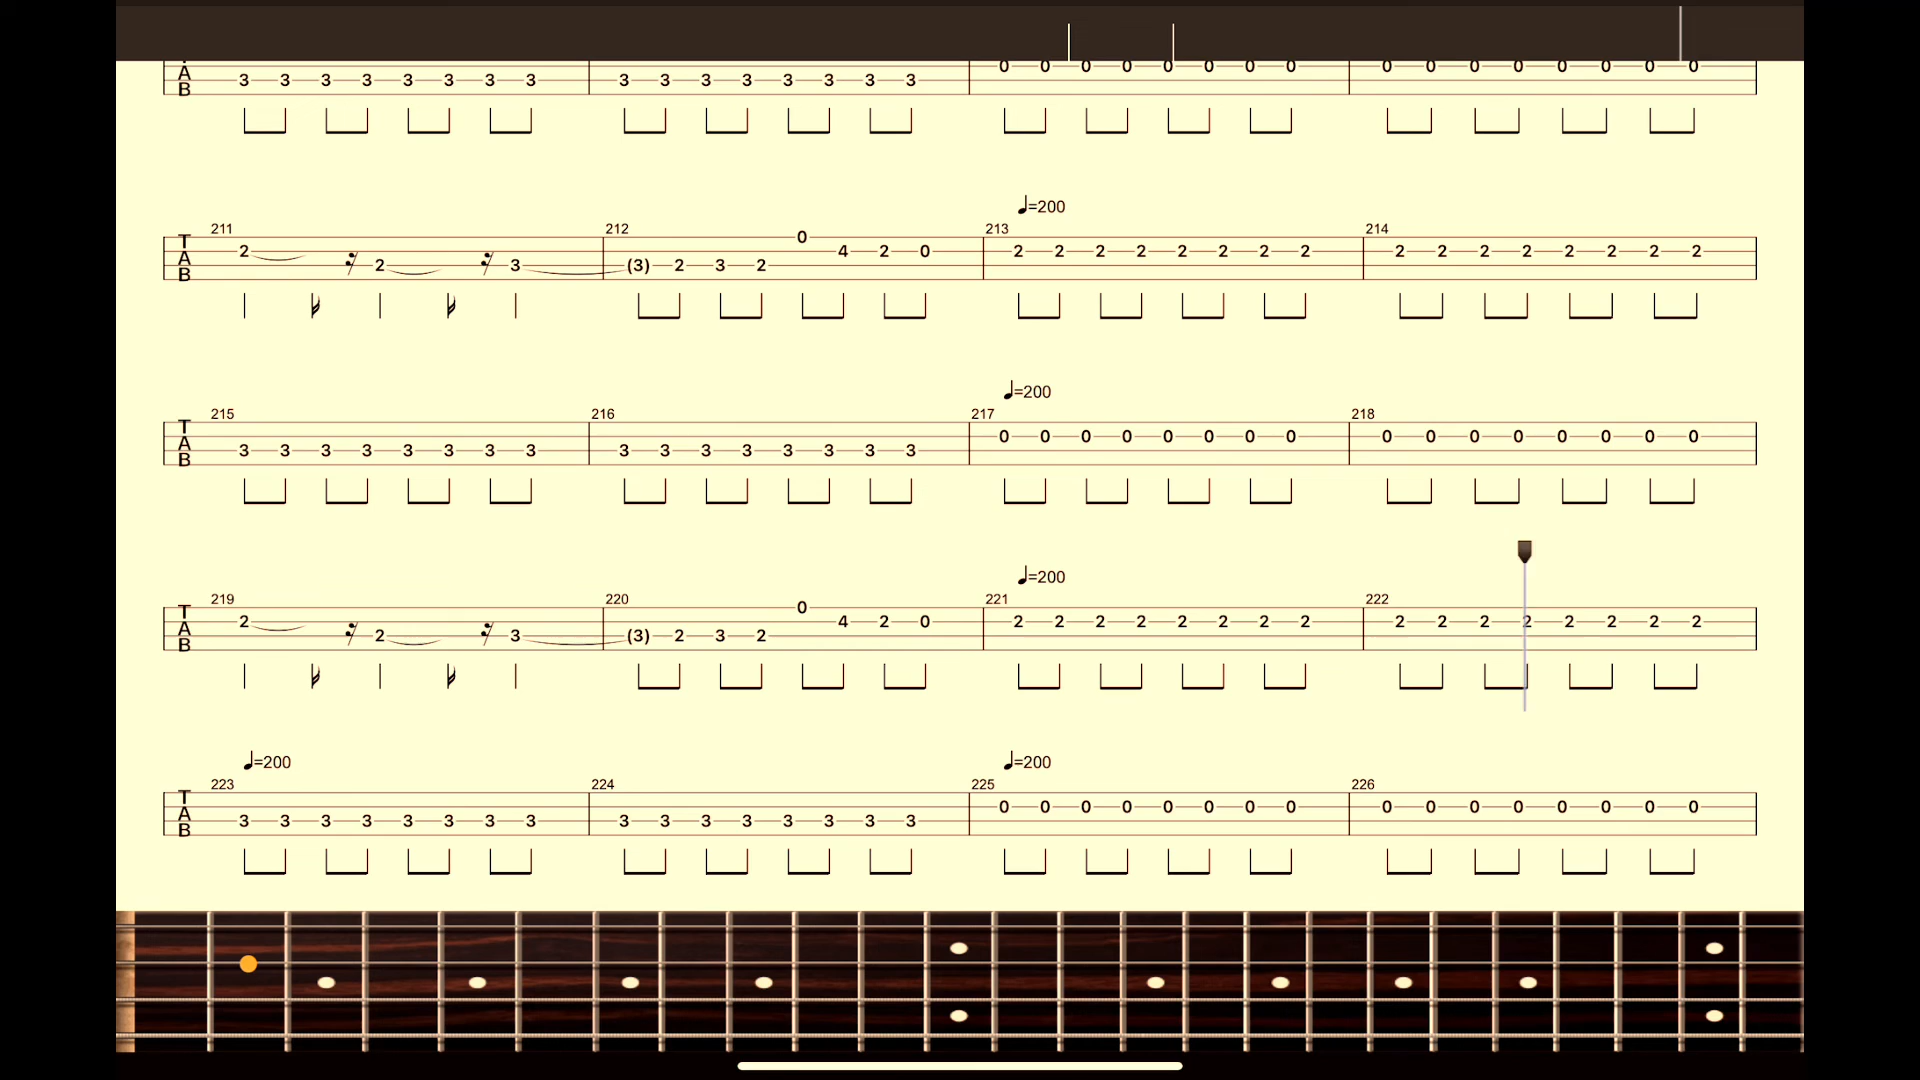 A 3 3 3 3 3 3 3 3 3 3 3 3 3 3 3 3 0 0 0 0 0 0 0 0 0 0 0 0 0 0 0 0
B
♩=200
211 212 213 214
T 0
A 2 4 2 0 2 2 2 2 2 2 2 2 2 2 2 2 2 2 2 2
B 2 3 (3) 2 3 2
♩=200
215 216 217 218
T
A 0 0 0 0 0 0 0 0 0 0 0 0 0 0 0 0
B 3 3 3 3 3 3 3 3 3 3 3 3 3 3 3 3
♩=200
219 220 221 222
T 0
A 2 4 2 0 2 2 2 2 2 2 2 2 2 2 2 2 2 2 2 2
B 2 3 (3) 2 3 2
♩=200 ♩=200
223 224 225 226
T
A 0 0 0 0 0 0 0 0 0 0 0 0 0 0 0 0
B 3 3 3 3 3 3 3 3 3 3 3 3 3 3 3 3